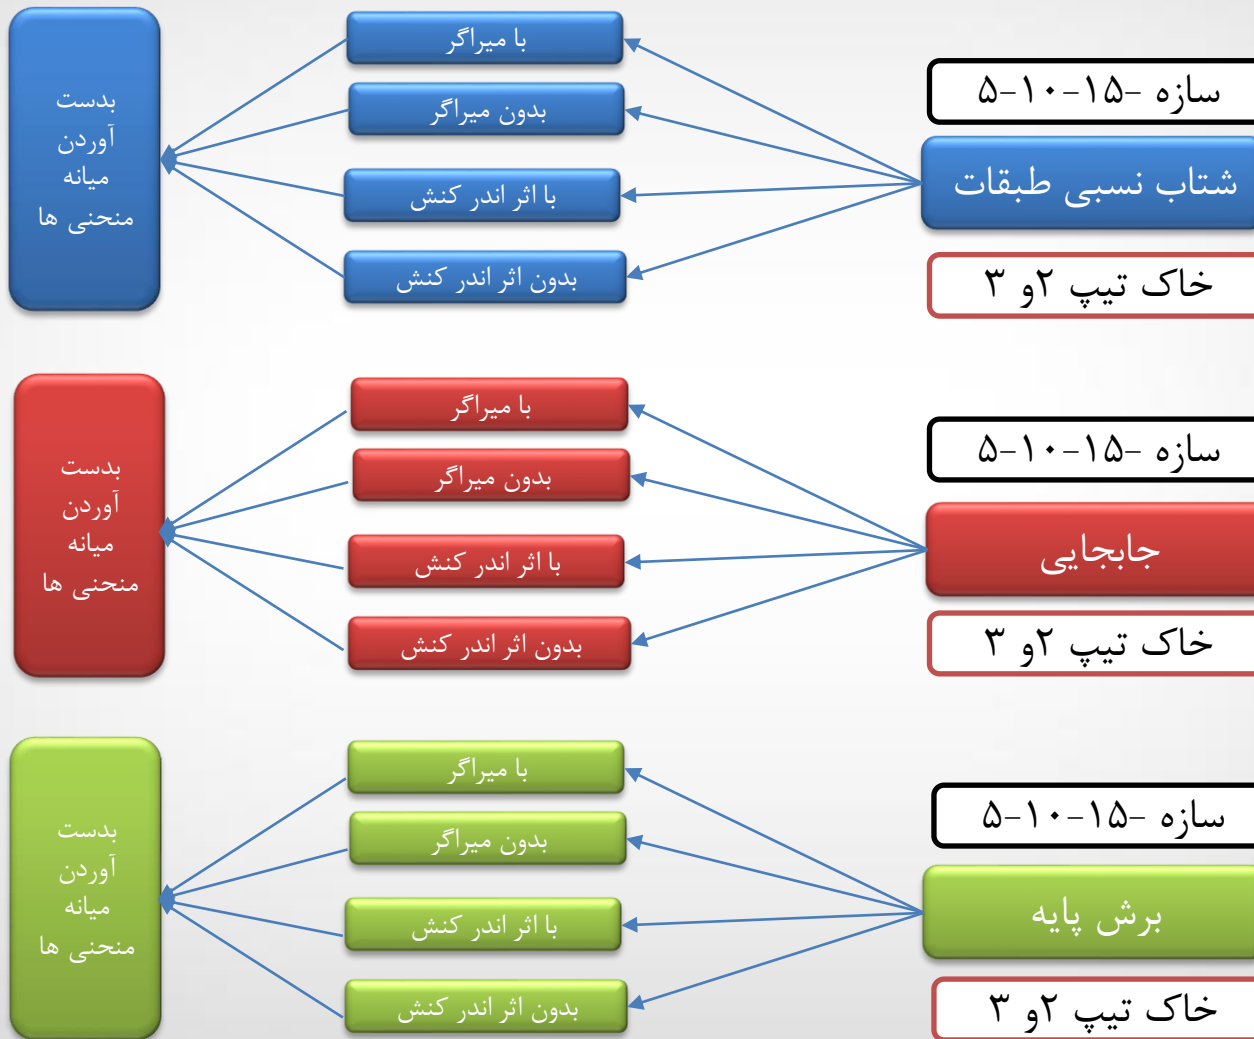 سازه -۱۵-۱۰-۵
شتاب نسبی طبقات
خاک تیپ ۲و ۳
با میراگر
بدون میراگر
با اثر اندر کنش
بدون اثر اندر کنش
بدست
آوردن
میانه
منحنی ها
سازه -۱۵-۱۰-۵
جابجایی
خاک تیپ ۲و ۳
با میراگر
بدون میراگر
با اثر اندر کنش
بدون اثر اندر کنش
بدست
آوردن
میانه
منحنی ها
سازه -۱۵-۱۰-۵
برش پایه
خاک تیپ ۲و ۳
با میراگر
بدون میراگر
با اثر اندر کنش
بدون اثر اندر کنش
بدست
آوردن
میانه
منحنی ها